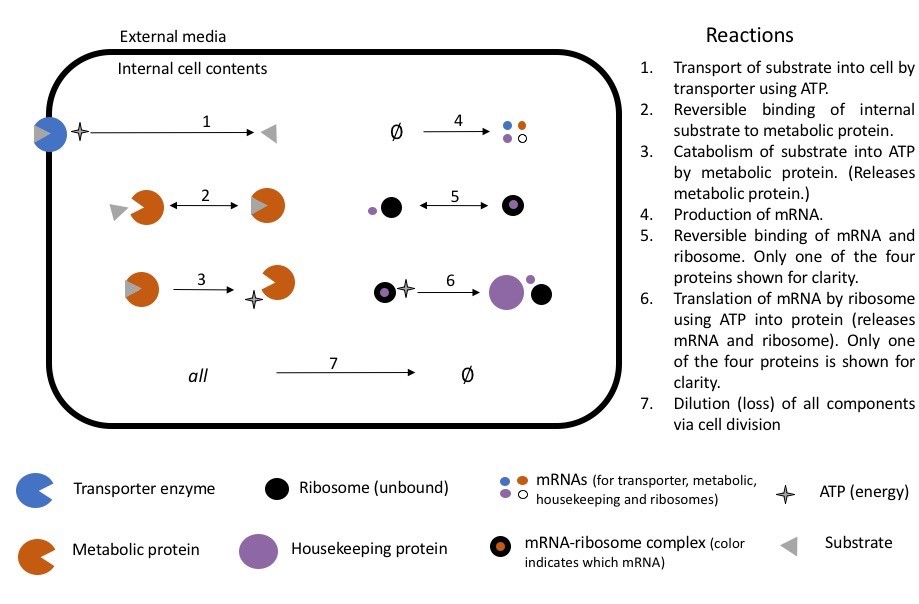 External media
Internal cell contents
1
2
3
4
5
6
all
7
Ø
Ø
Reactions
1. Transport of substrate into cell by
transporter using ATP.
2. Reversible binding of internal
substrate to metabolic protein.
3. Catabolism of substrate into ATP
by metabolic protein. (Releases
metabolic protein.)
4. Production of mRNA.
5. Reversible binding of mRNA and
ribosome. Only one of the four
proteins shown for clarity.
6. Translation of mRNA by ribosome
using ATP into protein (releases
mRNA and ribosome). Only one
of the four proteins is shown for
clarity.
7. Dilution (loss) of all components
via cell division
Transporter enzyme
Ribosome (unbound)
mRNAs (for transporter, metabolic,
housekeeping and ribosomes)
ATP (energy)
Metabolic protein
Housekeeping protein
mRNA-ribosome complex (color
indicates which mRNA)
Substrate